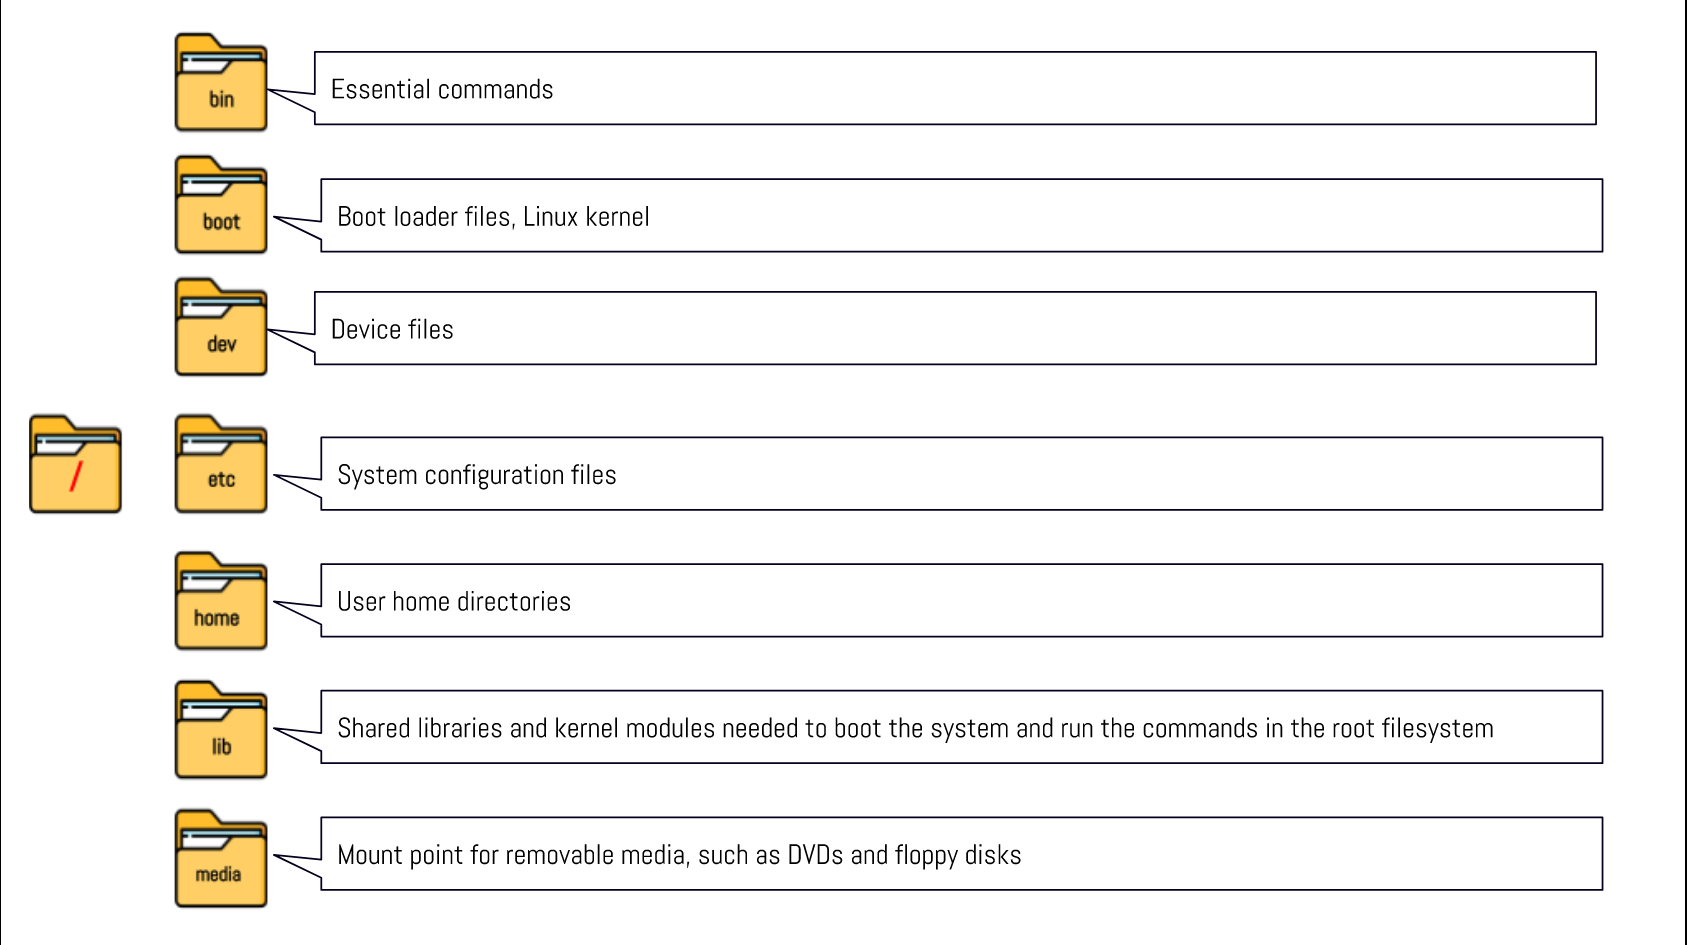 bin
Essential commands
boot
Boot loader files, Linux kernel
dev
Device files
/
etc
System configuration files
home
User home directories
lib
Shared libraries and kernel modules needed to boot the system and run the commands in the root filesystem
media
Mount point for removable media, such as DVDs and floppy disks